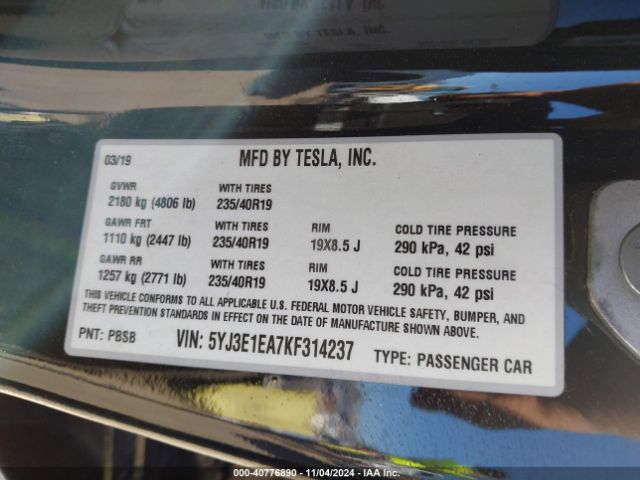 03/19 MFD BY TESLA, INC.
GVWR WITH TIRES
2180 kg (4806 lb) 235/40R19
GAWR FRT WITH TIRES RIM COLD TIRE PRESSURE
1110 kg (2447 lb) 235/40R19 19X8.5 J 290 kPa, 42 psi
GAWR RR WITH TIRES RIM COLD TIRE PRESSURE
1257 kg (2771 lb) 235/40R19 19X8.5 J 290 kPa, 42 psi
THIS VEHICLE CONFORMS TO ALL APPLICABLE U.S. FEDERAL MOTOR VEHICLE SAFETY, BUMPER, AND
THEFT PREVENTION STANDARDS IN EFFECT ON THE DATE OF MANUFACTURE SHOWN ABOVE.
PNT: PBSB VIN: 5YJ3E1EA7KF314237 TYPE: PASSENGER CAR
000-40776890 - 11/04/2024 - IAA Inc.